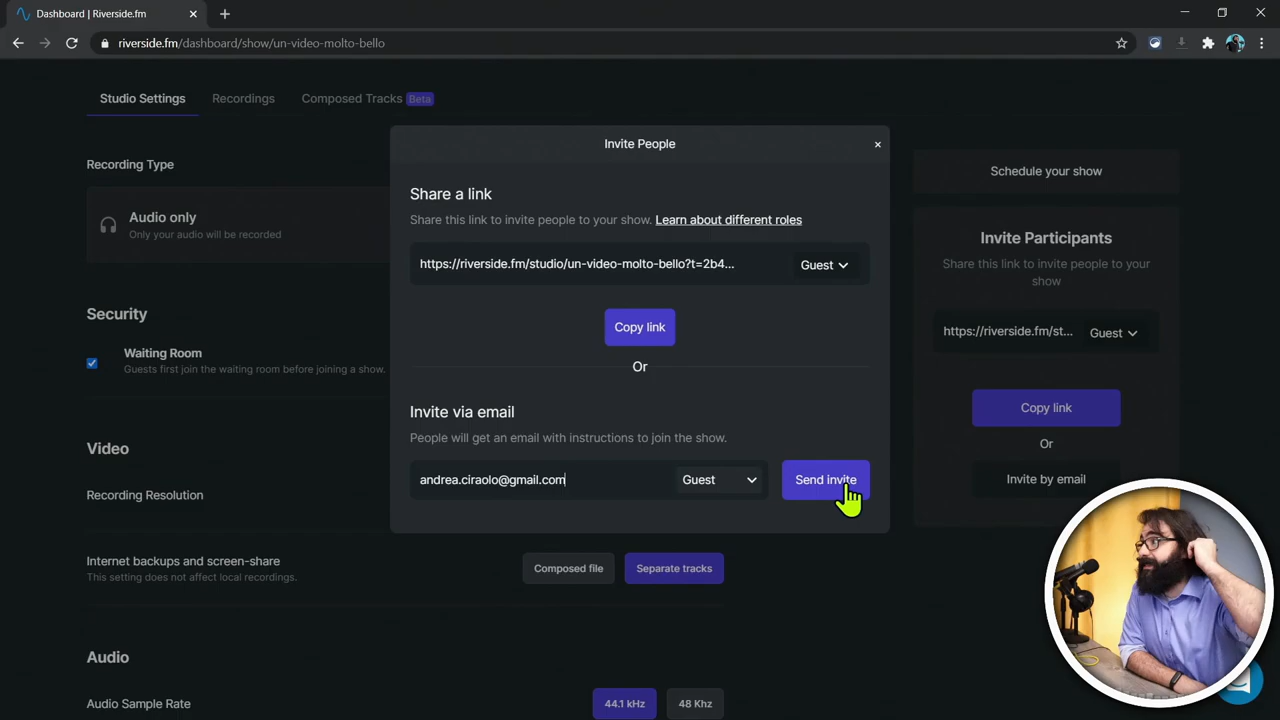 Dashboard | Riverside.fm
riverside.fm/dashboard/show/un-video-molto-bello
Studio Settings
Recordings
Composed Tracks Beta
Recording Type
Audio only
Only your audio will be recorded
Security
Waiting Room
Guests first join the waiting room before joining a show.
Video
Recording Resolution
Internet backups and screen-share
This setting does not affect local recordings.
Composed file
Separate tracks
Audio
Audio Sample Rate
44.1 kHz
48 Khz
Invite People
×
Share a link
Share this link to invite people to your show. Learn about different roles
https://riverside.fm/studio/un-video-molto-bello?t=2b4...
Guest
Copy link
Or
Invite via email
People will get an email with instructions to join the show.
andrea.ciraolo@gmail.com
Guest
Send invite
Schedule your show
Invite Participants
Share this link to invite people to your
show
https://riverside.fm/st...
Guest
Copy link
Or
Invite by email